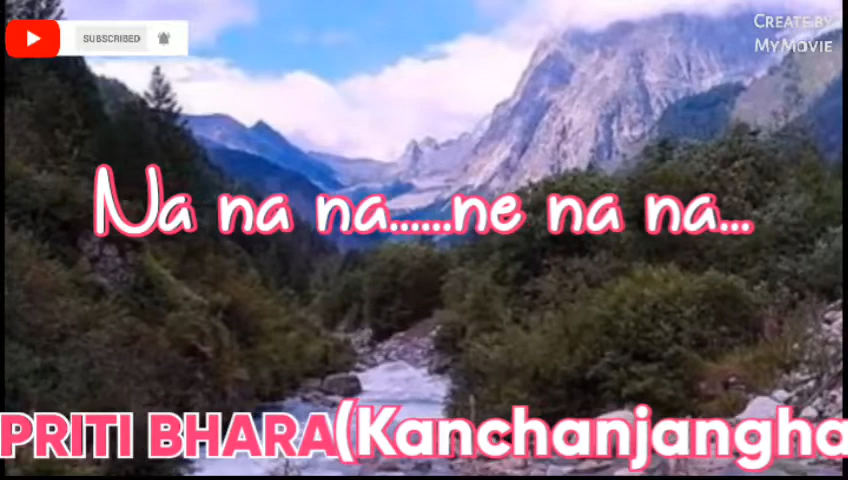 SUBSCRIBED
CREATE BY
MYMOVIE
Na na na......ne na na...
PRITI BHARA(Kanchanjangha